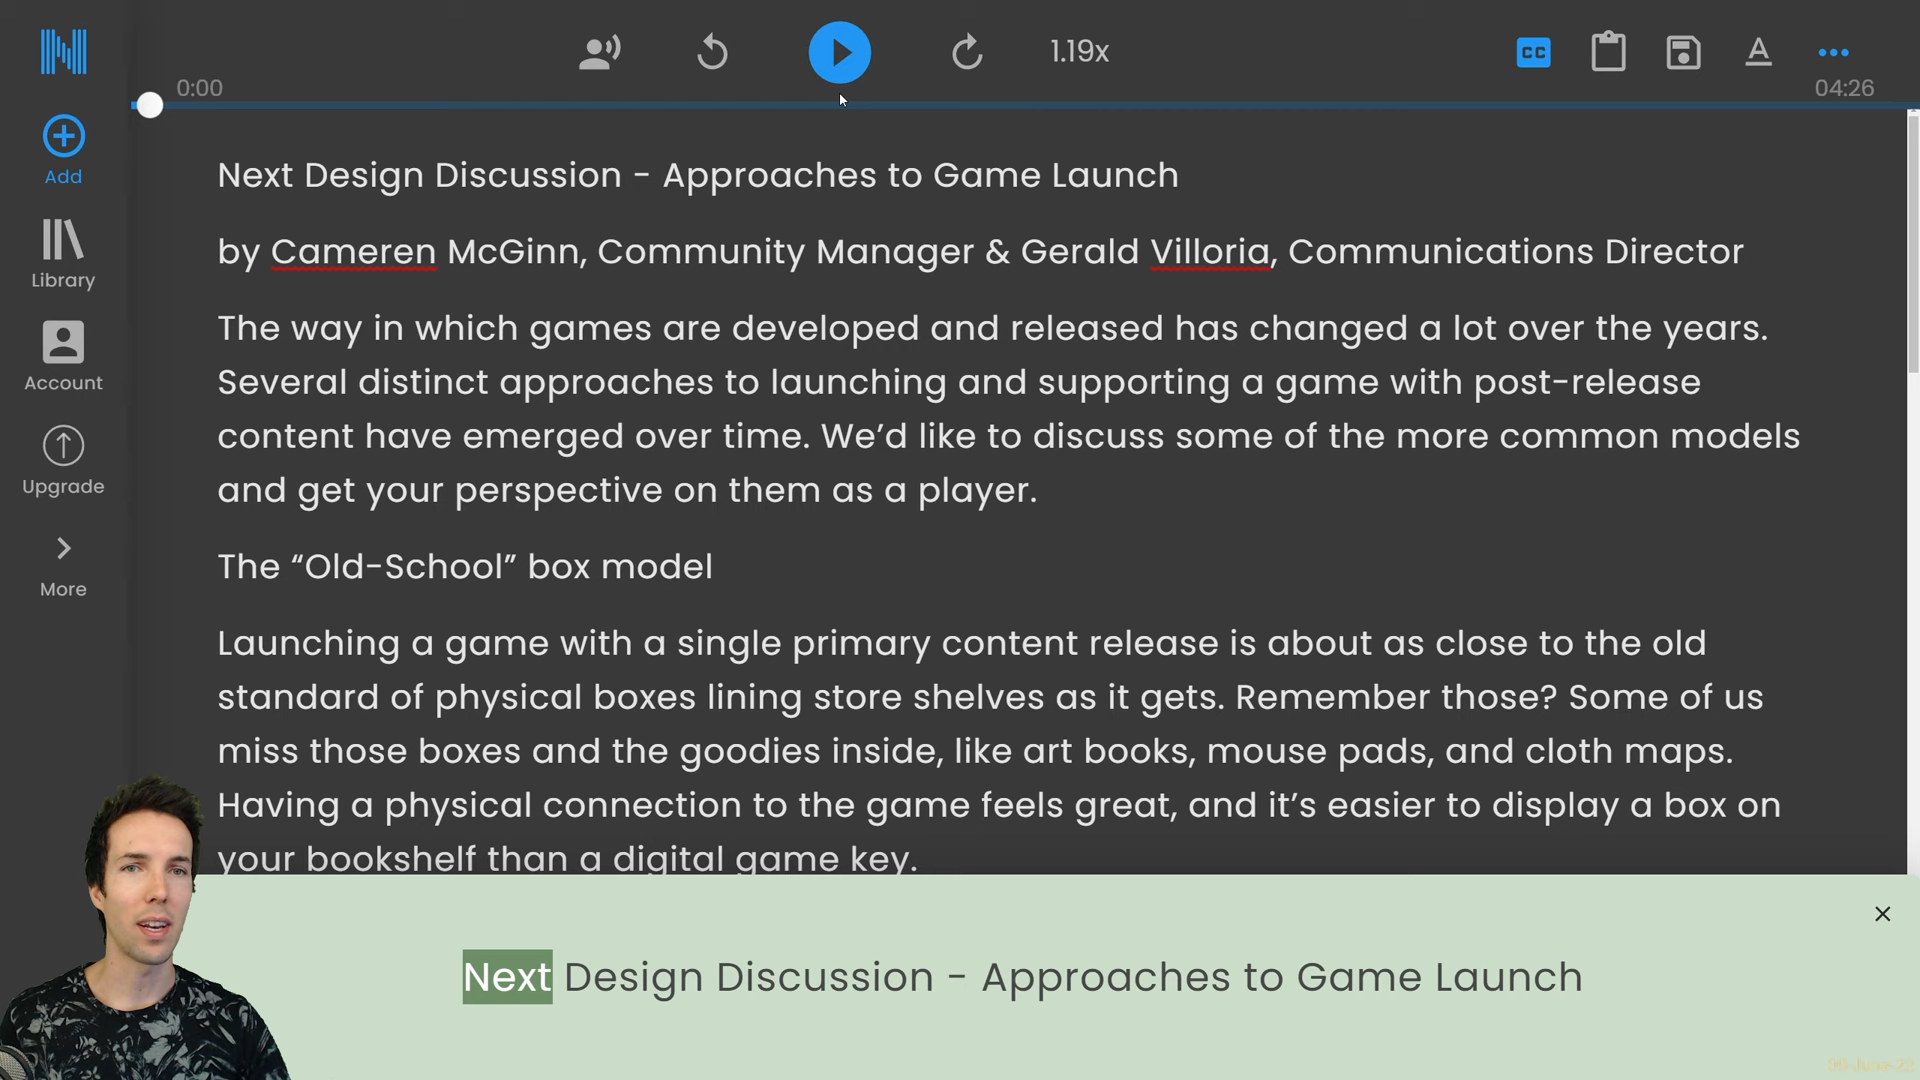 1.19x
CC
A
0:00
04:26
Add
Library
Account
Upgrade
More
Next Design Discussion - Approaches to Game Launch
by Cameren McGinn, Community Manager & Gerald Villoria, Communications Director
The way in which games are developed and released has changed a lot over the years.
Several distinct approaches to launching and supporting a game with post-release
content have emerged over time. We’d like to discuss some of the more common models
and get your perspective on them as a player.
The “Old-School” box model
Launching a game with a single primary content release is about as close to the old
standard of physical boxes lining store shelves as it gets. Remember those? Some of us
miss those boxes and the goodies inside, like art books, mouse pads, and cloth maps.
Having a physical connection to the game feels great, and it’s easier to display a box on
your bookshelf than a digital game key.
Next Design Discussion - Approaches to Game Launch